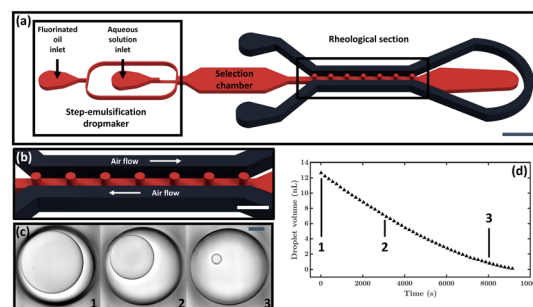 (a)
Fluorinated
oil
inlet
Aqueous
solution
inlet
Step-emulsification
dropmaker
Selection
chamber
Rheological section
(b)
Air flow
Air flow
(c)
1
2
3
(d)
Droplet volume (nL)
14
12
10
8
6
4
2
0
1
2
3
0 2000 4000 6000 8000
Time (s)